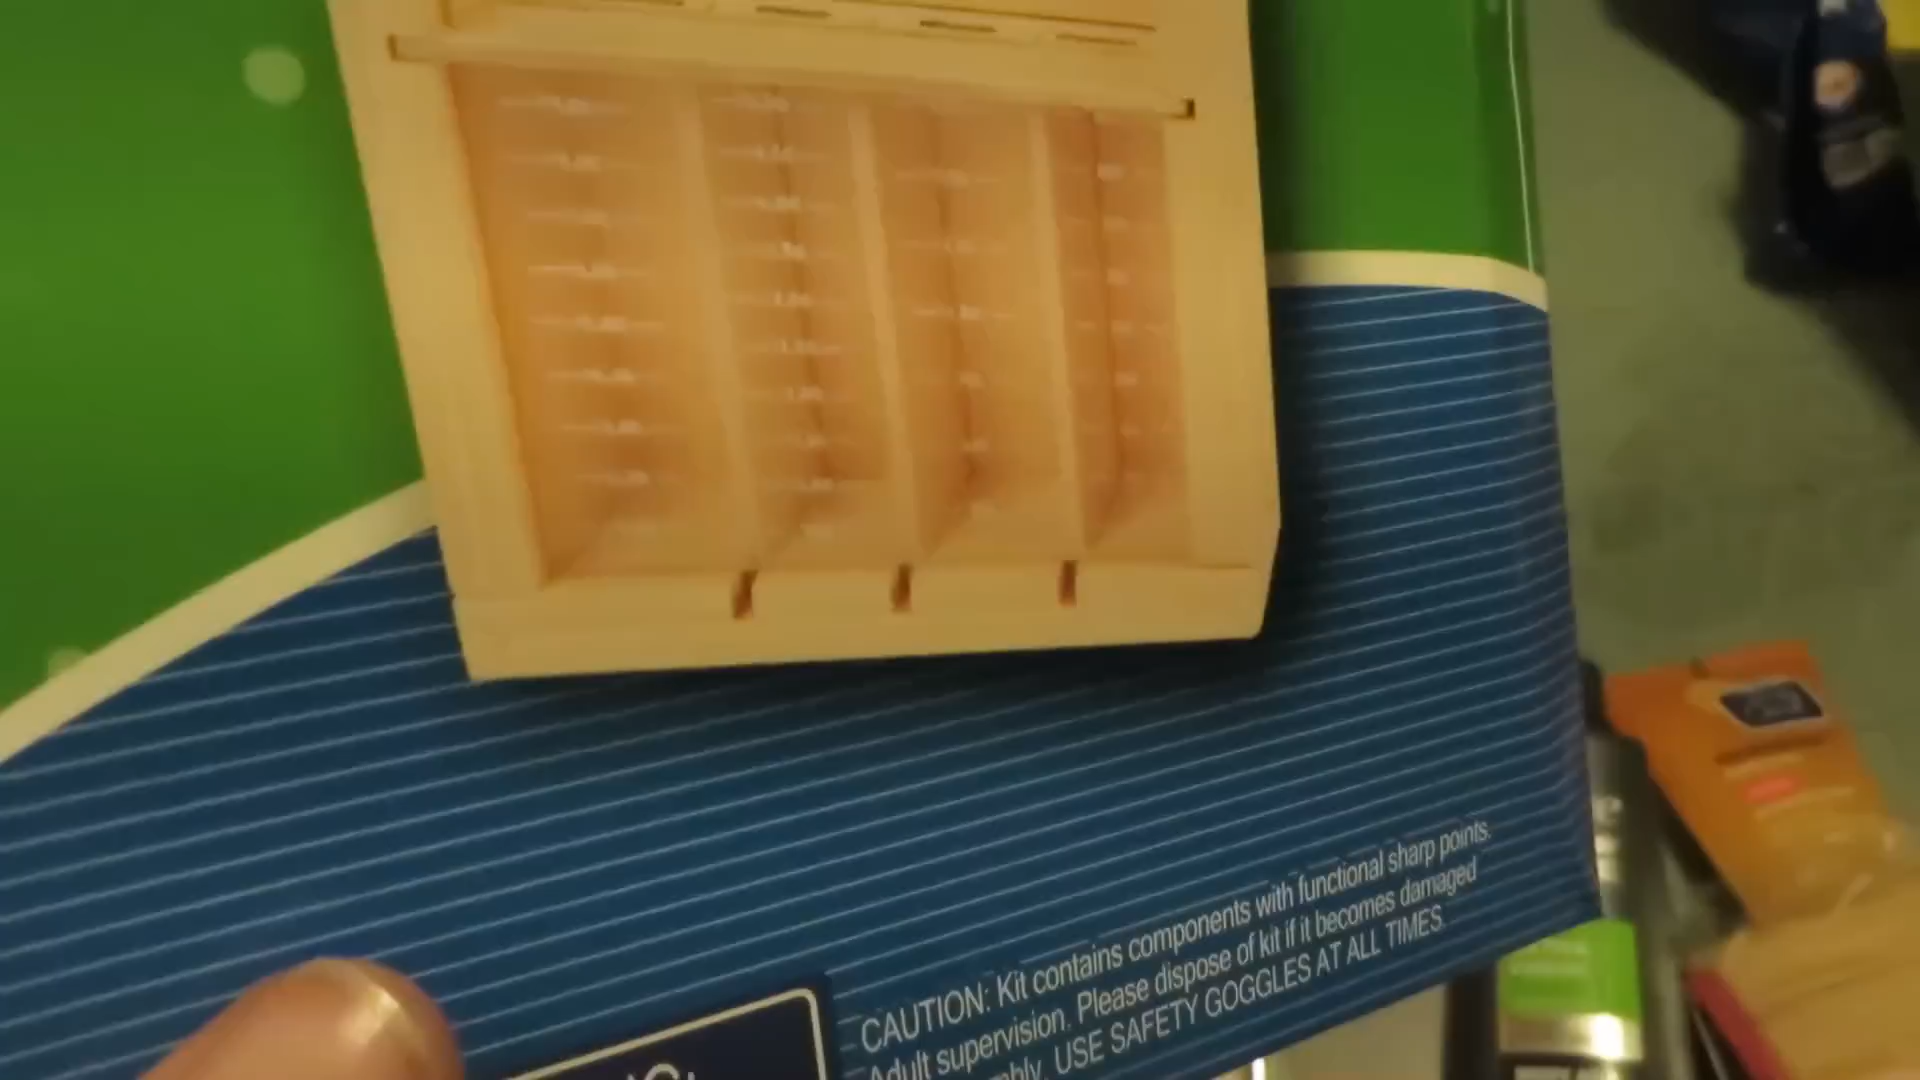 CAUTION: Kit contains components with functional sharp points.
Adult supervision. Please dispose of kit if it becomes damaged
USE SAFETY GOGGLES AT ALL TIMES.